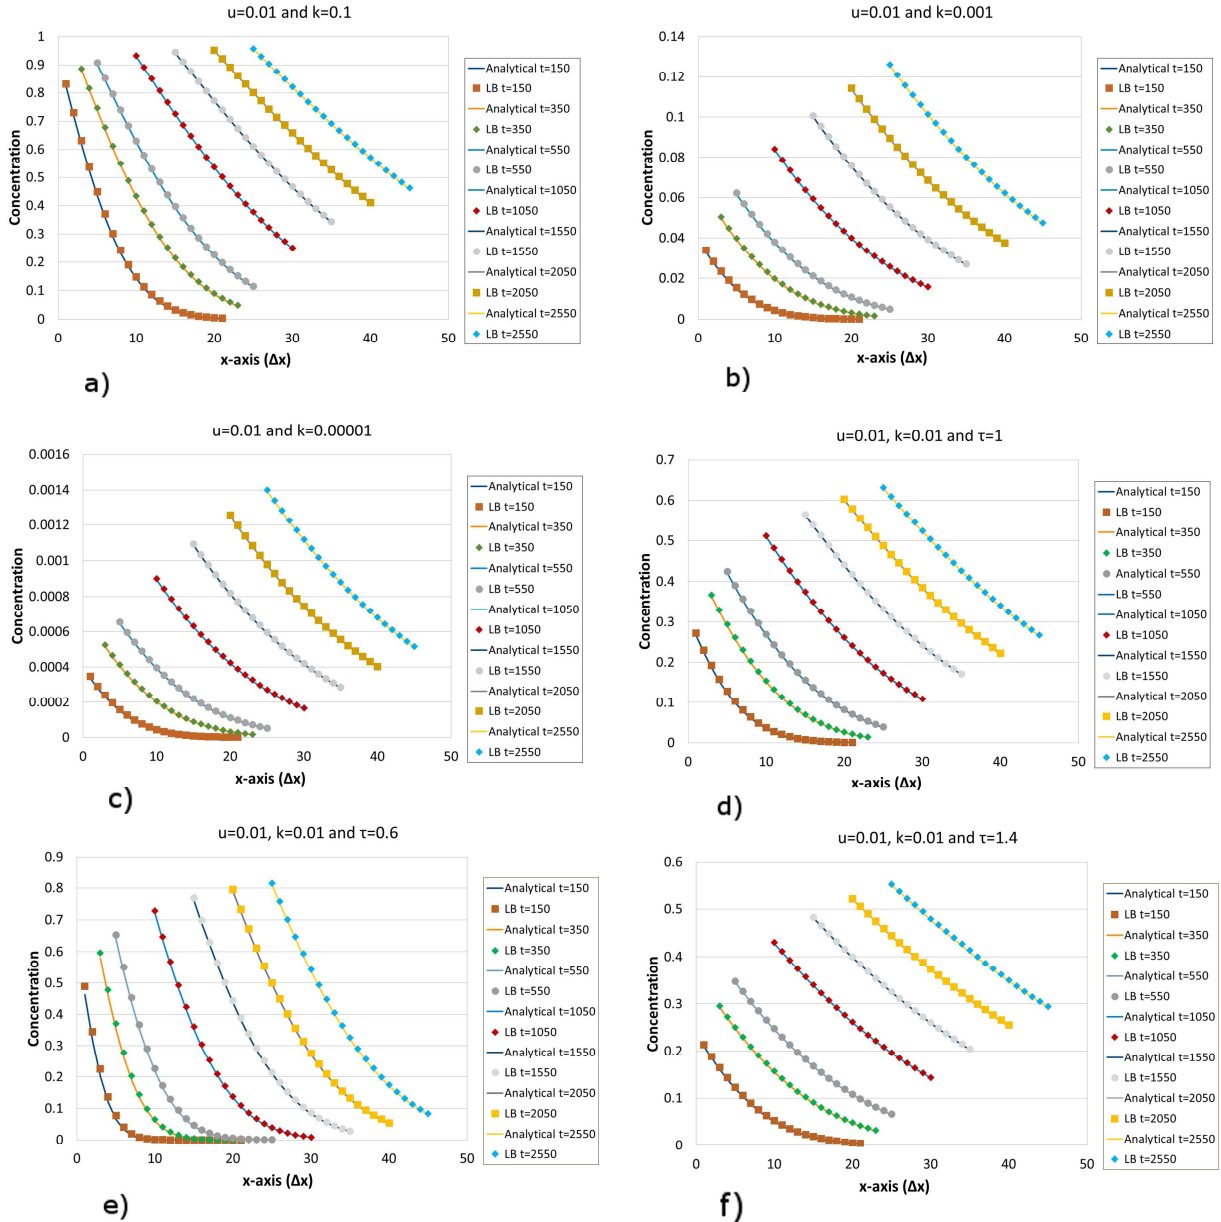 u=0.01 and k=0.1
Concentration
1
0.9
0.8
0.7
0.6
0.5
0.4
0.3
0.2
0.1
0
0 10 20 30 40 50
x-axis (Δx)
Analytical t=150
LB t=150
Analytical t=350
LB t=350
Analytical t=550
LB t=550
Analytical t=1050
LB t=1050
Analytical t=1550
LB t=1550
Analytical t=2050
LB t=2050
Analytical t=2550
LB t=2550
a)
u=0.01 and k=0.001
Concentration
0.14
0.12
0.1
0.08
0.06
0.04
0.02
0
0 10 20 30 40 50
x-axis (Δx)
Analytical t=150
LB t=150
Analytical t=350
LB t=350
Analytical t=550
LB t=550
Analytical t=1050
LB t=1050
Analytical t=1550
LB t=1550
Analytical t=2050
LB t=2050
Analytical t=2550
LB t=2550
b)
u=0.01 and k=0.00001
Concentration
0.0016
0.0014
0.0012
0.001
0.0008
0.0006
0.0004
0.0002
0
0 10 20 30 40 50
x-axis (Δx)
Analytical t=150
LB t=150
Analytical t=350
LB t=350
Analytical t=550
LB t=550
Analytical t=1050
LB t=1050
Analytical t=1550
LB t=1550
Analytical t=2050
LB t=2050
Analytical t=2550
LB t=2550
c)
u=0.01, k=0.01 and τ=1
Concentration
0.7
0.6
0.5
0.4
0.3
0.2
0.1
0
0 10 20 30 40 50
x-axis (Δx)
Analytical t=150
LB t=150
Analytical t=350
LB t=350
Analytical t=550
LB t=550
Analytical t=1050
LB t=1050
Analytical t=1550
LB t=1550
Analytical t=2050
LB t=2050
Analytical t=2550
LB t=2550
d)
u=0.01, k=0.01 and τ=0.6
Concentration
0.9
0.8
0.7
0.6
0.5
0.4
0.3
0.2
0.1
0
0 10 20 30 40 50
x-axis (Δx)
Analytical t=150
LB t=150
Analytical t=350
LB t=350
Analytical t=550
LB t=550
Analytical t=1050
LB t=1050
Analytical t=1550
LB t=1550
Analytical t=2050
LB t=2050
Analytical t=2550
LB t=2550
e)
u=0.01, k=0.01 and τ=1.4
Concentration
0.6
0.5
0.4
0.3
0.2
0.1
0
0 10 20 30 40 50
x-axis (Δx)
Analytical t=150
LB t=150
Analytical t=350
LB t=350
Analytical t=550
LB t=550
Analytical t=1050
LB t=1050
Analytical t=1550
LB t=1550
Analytical t=2050
LB t=2050
Analytical t=2550
LB t=2550
f)